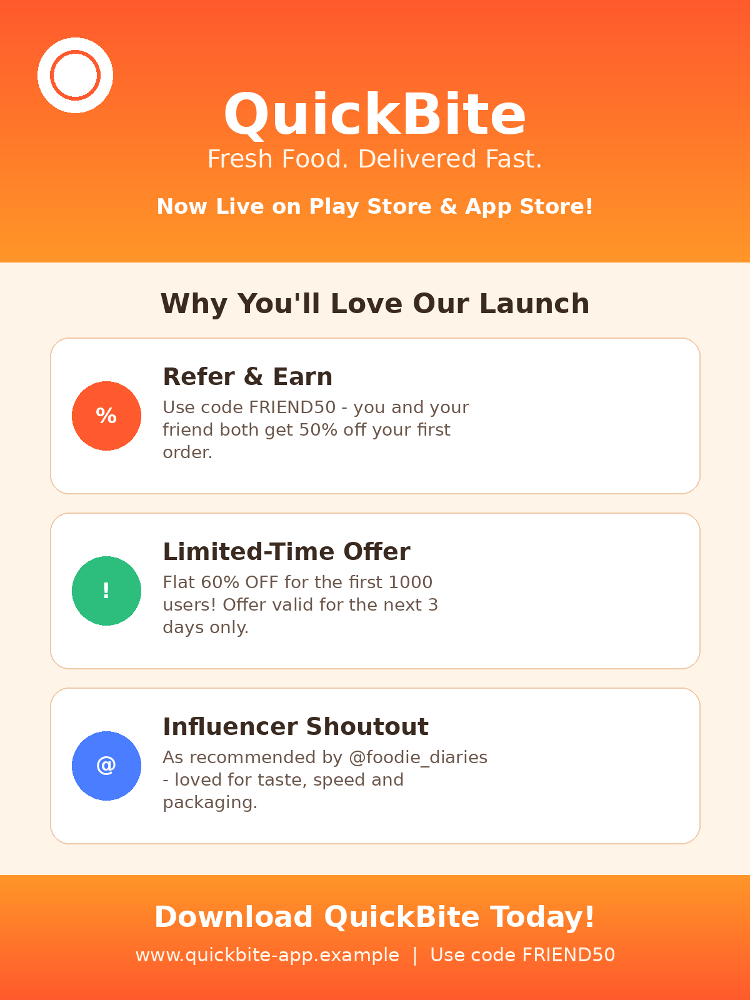 QuickBite
Fresh Food. Delivered Fast.
Now Live on Play Store & App Store!
Why You'll Love Our Launch
%
Refer & Earn
Use code FRIEND50 - you and your
friend both get 50% off your first
order.
!
Limited-Time Offer
Flat 60% OFF for the first 1000
users! Offer valid for the next 3
days only.
@
Influencer Shoutout
As recommended by @foodie_diaries
- loved for taste, speed and
packaging.
Download QuickBite Today!
www.quickbite-app.example | Use code FRIEND50